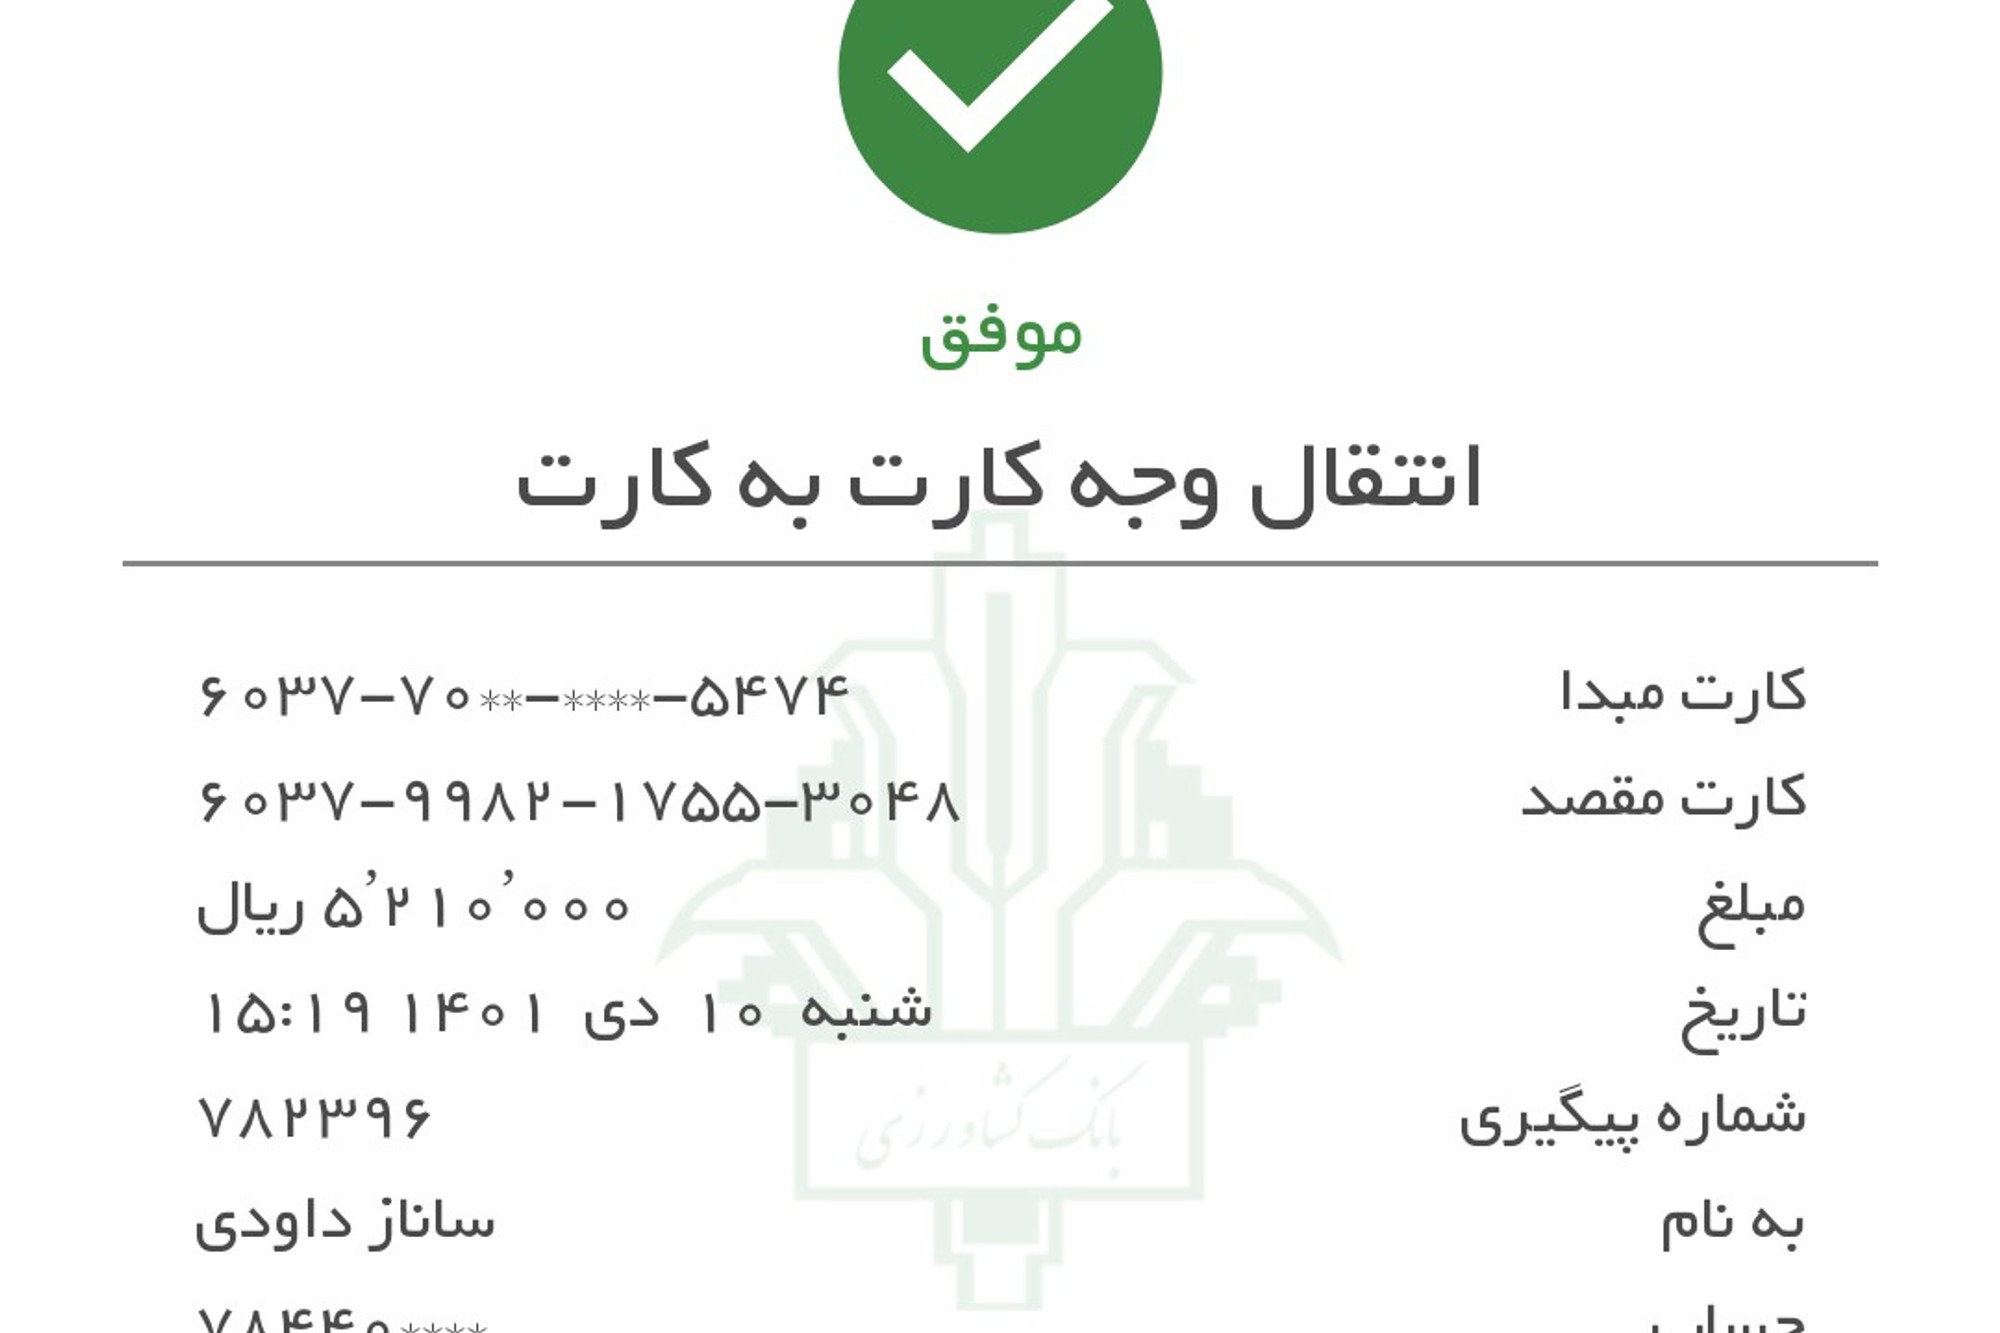 موفق
انتقال وجه کارت به کارت
کارت مبدا ۶۰۳۷-۷۰**-****-۵۴۷۴
کارت مقصد ۶۰۳۷-۹۹۸۲-۱۷۵۵-۳۰۴۸
مبلغ ۵٬۲۱۰٬۰۰۰ ریال
تاریخ شنبه ۱۰ دی ۱۴۰۱ ۱۵:۱۹
شماره پیگیری ۷۸۲۳۹۶
بانک کشاورزی
به نام ساناز داودی
حساب ۷۸۴۴۰****